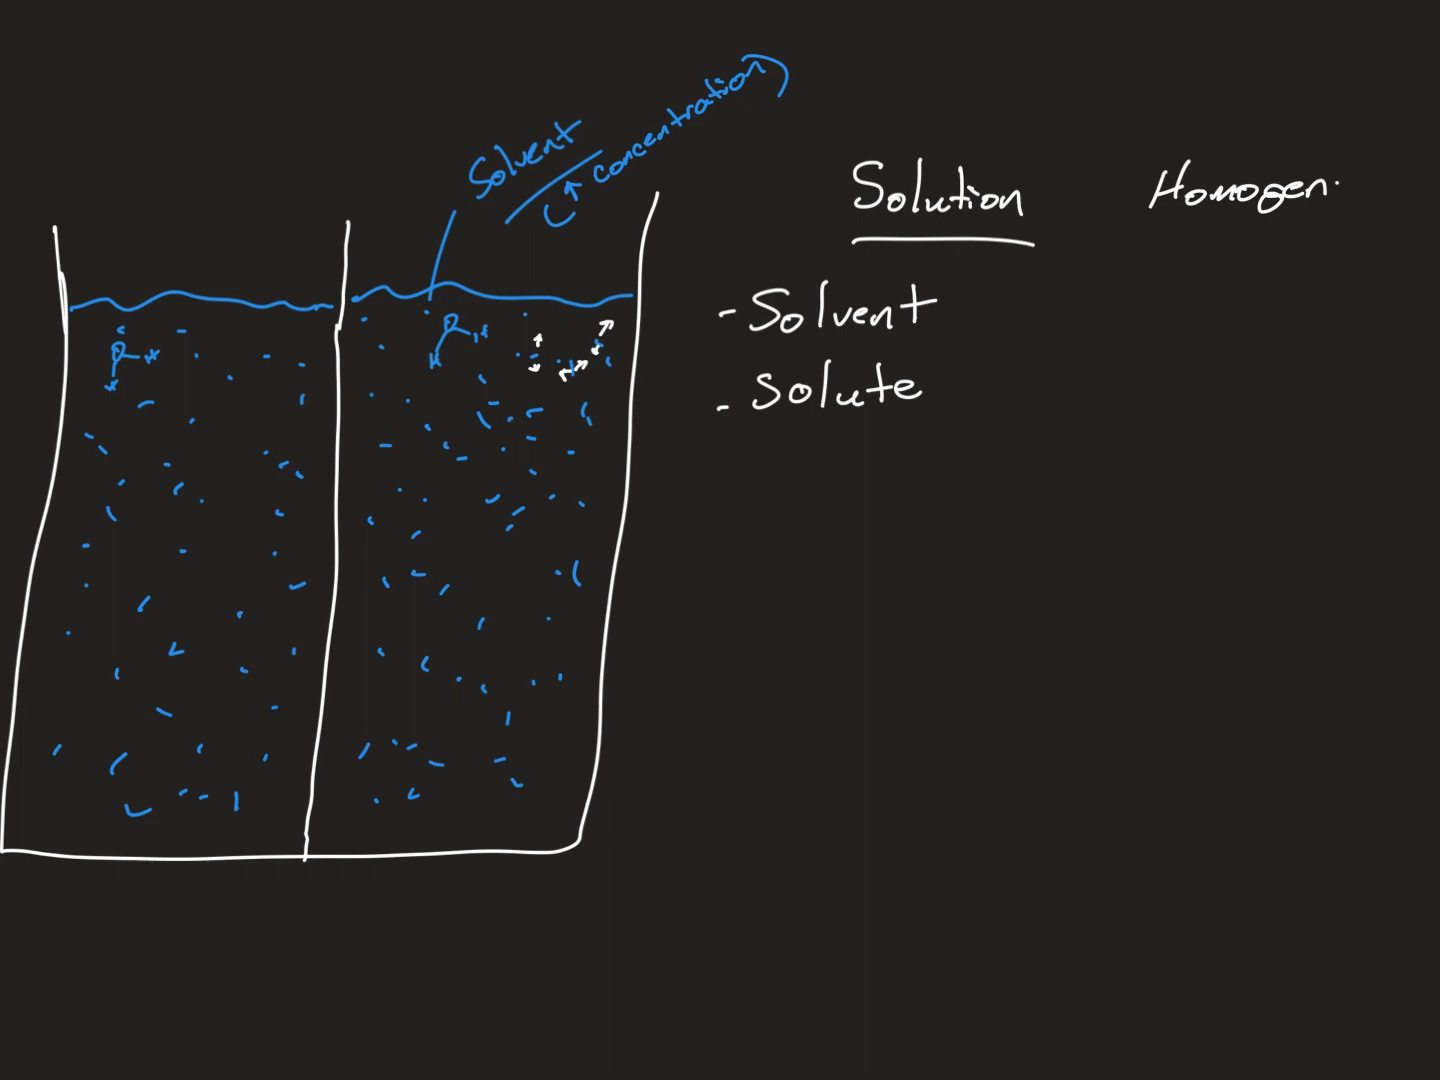 Solvent
↑ concentration
Solution Homogen.
- Solvent
- Solute
O H
H
O H
H